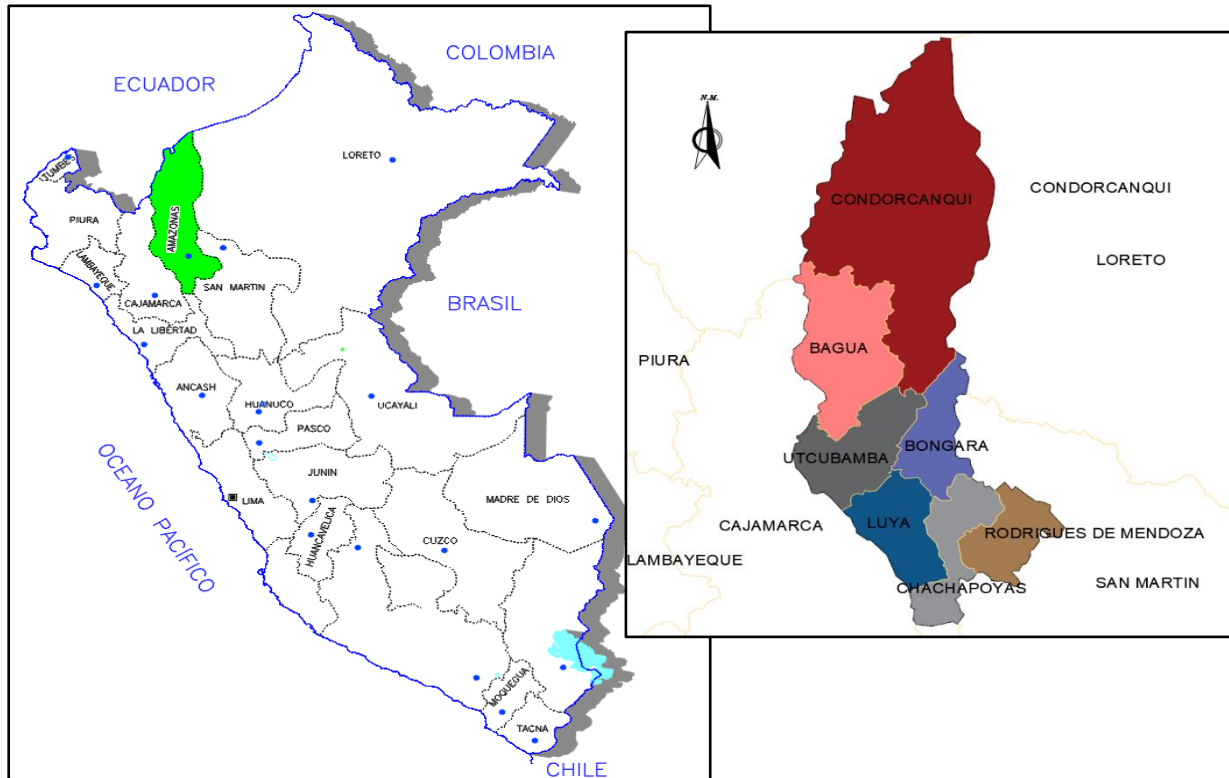 COLOMBIA
ECUADOR
LORETO
TUMBES
PIURA
AMAZONAS
LAMBAYEQUE
SAN MARTIN
CAJAMARCA
BRASIL
LA LIBERTAD
ANCASH
HUANUCO
UCAYALI
PASCO
OCEANO PACÍFICO
JUNIN
LIMA
MADRE DE DIOS
HUANCAVELICA
CUZCO
MOQUEGUA
TACNA
CHILE
N.M.
CONDORCANQUI
CONDORCANQUI
LORETO
BAGUA
PIURA
BONGARA
UTCUBAMBA
CAJAMARCA
LUYA
RODRIGUES DE MENDOZA
LAMBAYEQUE
CHACHAPOYAS
SAN MARTIN